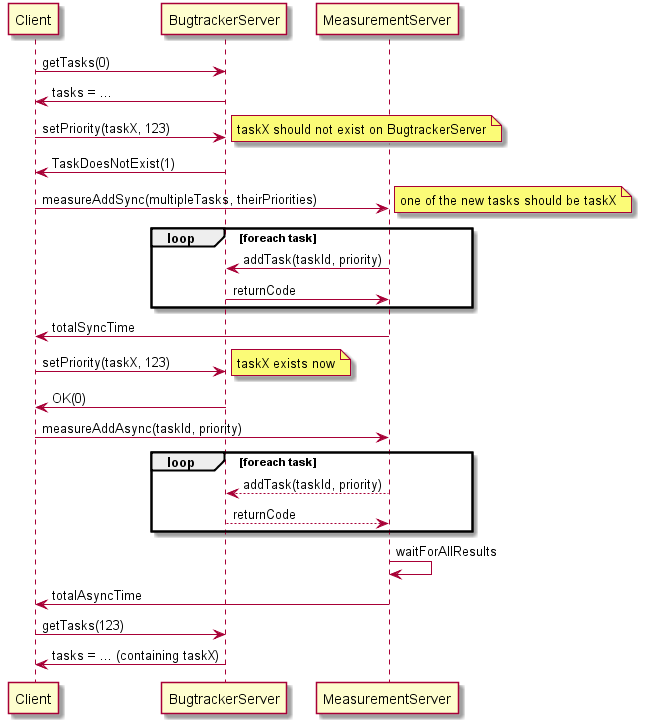 Client BugtrackerServer MeasurementServer
getTasks(0)
tasks = ...
setPriority(taskX, 123) taskX should not exist on BugtrackerServer
TaskDoesNotExist(1)
measureAddSync(multipleTasks, theirPriorities) one of the new tasks should be taskX
loop [foreach task]
addTask(taskId, priority)
returnCode
totalSyncTime
setPriority(taskX, 123) taskX exists now
OK(0)
measureAddAsync(taskId, priority)
loop [foreach task]
addTask(taskId, priority)
returnCode
waitForAllResults
totalAsyncTime
getTasks(123)
tasks = ... (containing taskX)
Client BugtrackerServer MeasurementServer